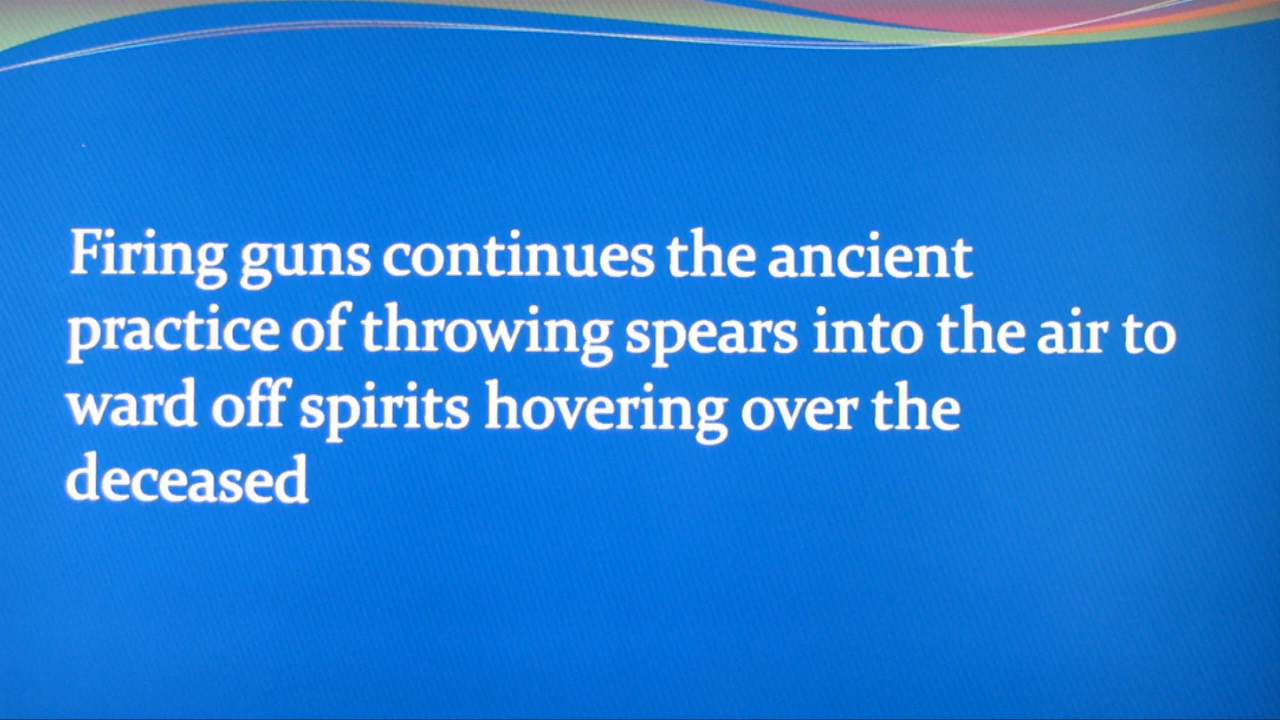 Firing guns continues the ancient
practice of throwing spears into the air to
ward off spirits hovering over the
deceased